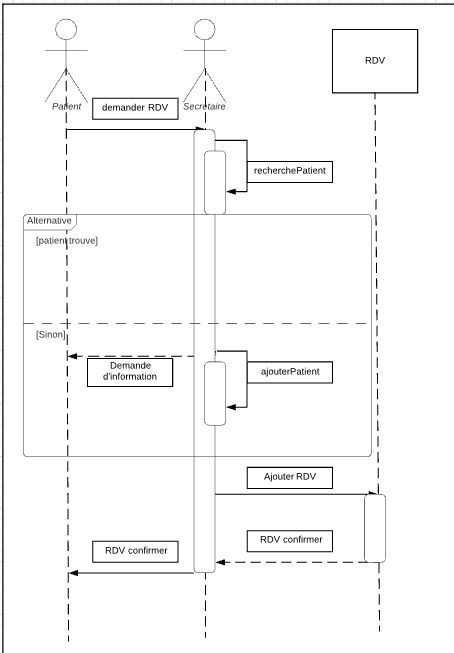 RDV
Patient
Secretaire
demander RDV
recherchePatient
Alternative
[patient trouve]
[Sinon]
Demande
d'information
ajouterPatient
Ajouter RDV
RDV confirmer
RDV confirmer